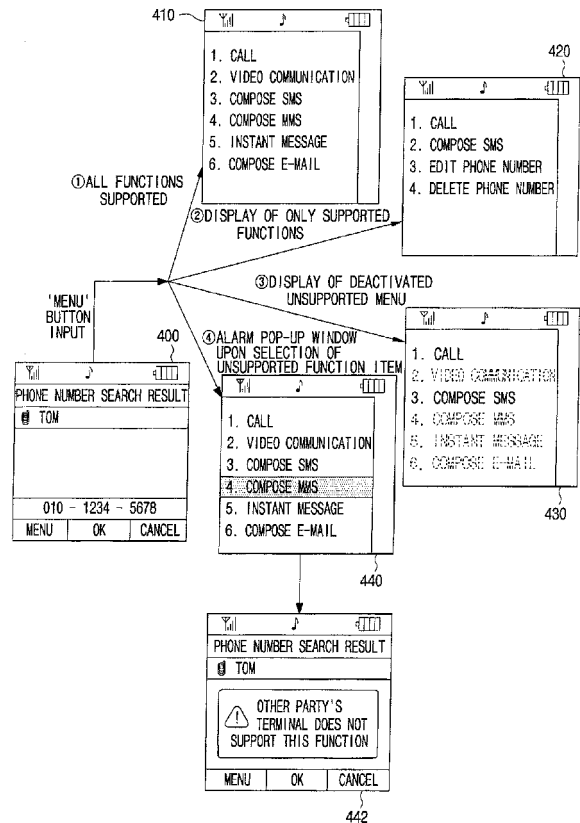 410
1. CALL
2. VIDEO COMMUNICATION
3. COMPOSE SMS
4. COMPOSE MMS
5. INSTANT MESSAGE
6. COMPOSE E-MAIL
420
1. CALL
2. COMPOSE SMS
3. EDIT PHONE NUMBER
4. DELETE PHONE NUMBER
①ALL FUNCTIONS
SUPPORTED
②DISPLAY OF ONLY SUPPORTED
FUNCTIONS
③DISPLAY OF DEACTIVATED
UNSUPPORTED MENU
'MENU'
BUTTON
INPUT
④ALARM POP-UP WINDOW
UPON SELECTION OF
UNSUPPORTED FUNCTION ITEM
400
PHONE NUMBER SEARCH RESULT
TOM
010 - 1234 - 5678
MENU OK CANCEL
1. CALL
2. VIDEO COMMUNICATION
3. COMPOSE SMS
4. COMPOSE MMS
5. INSTANT MESSAGE
6. COMPOSE E-MAIL
440
1. CALL
2. VIDEO COMMUNICATION
3. COMPOSE SMS
4. COMPOSE MMS
5. INSTANT MESSAGE
6. COMPOSE E-MAIL
430
PHONE NUMBER SEARCH RESULT
TOM
OTHER PARTY'S
TERMINAL DOES NOT
SUPPORT THIS FUNCTION
MENU OK CANCEL
442